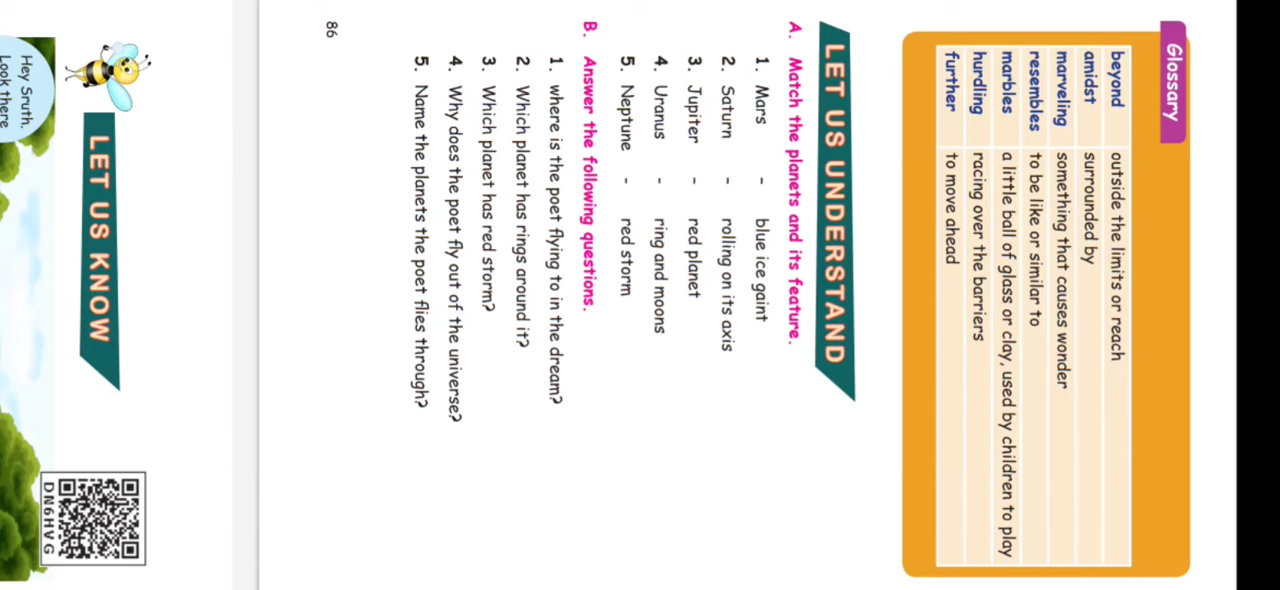 Glossary
beyond outside the limits or reach
amidst surrounded by
marveling something that causes wonder
resembles to be like or similar to
marbles a little ball of glass or clay, used by children to play
hurdling racing over the barriers
further to move ahead
LET US UNDERSTAND
A. Match the planets and its feature.
1. Mars - blue ice gaint
2. Saturn - rolling on its axis
3. Jupiter - red planet
4. Uranus - ring and moons
5. Neptune - red storm
B. Answer the following questions.
1. where is the poet flying to in the dream?
2. Which planet has rings around it?
3. Which planet has red storm?
4. Why does the poet fly out of the universe?
5. Name the planets the poet flies through?
86
LET US KNOW
Hey Sruth.
Look there
DN6HVG